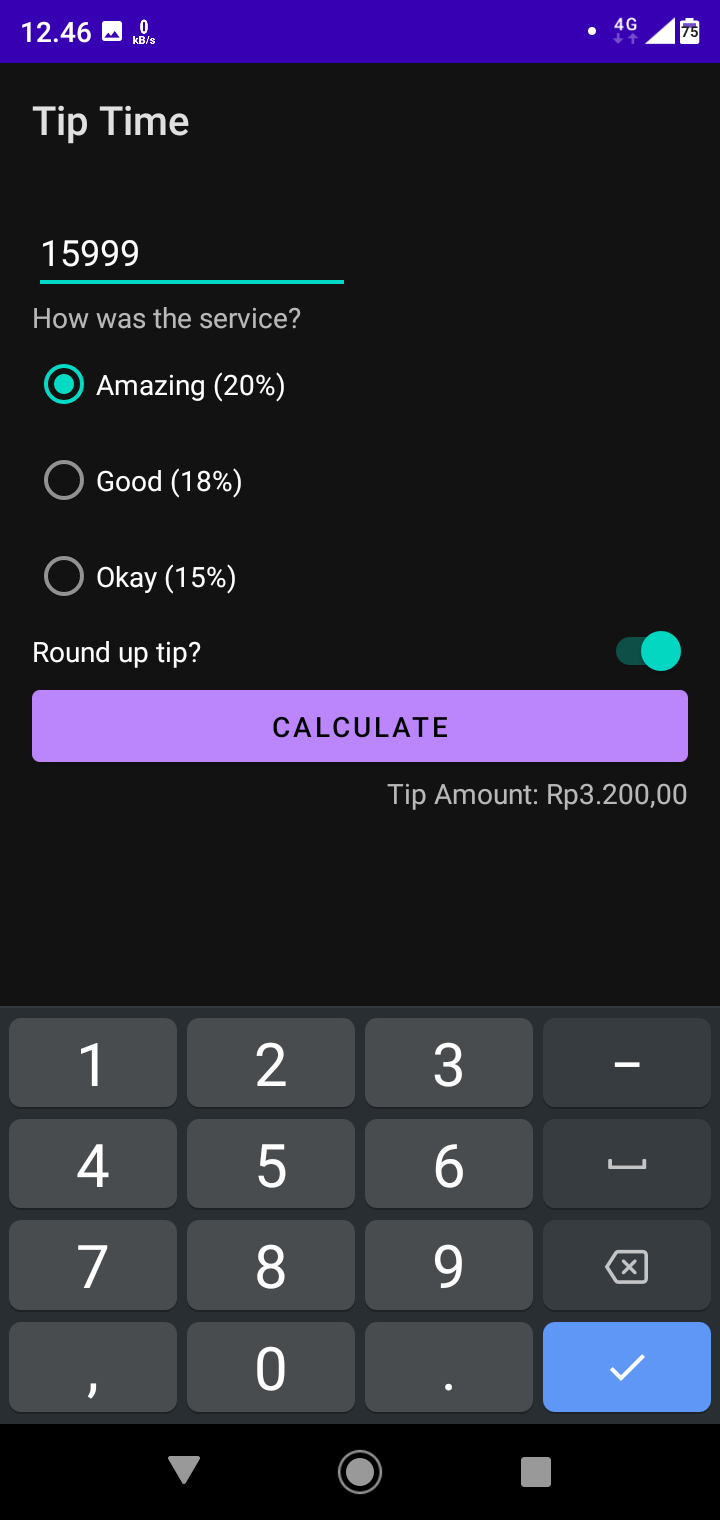 12.46 0 kB/s 4G 75
Tip Time
15999
How was the service?
Amazing (20%)
Good (18%)
Okay (15%)
Round up tip?
CALCULATE
Tip Amount: Rp3.200,00
1 2 3 –
4 5 6
7 8 9
, 0 .